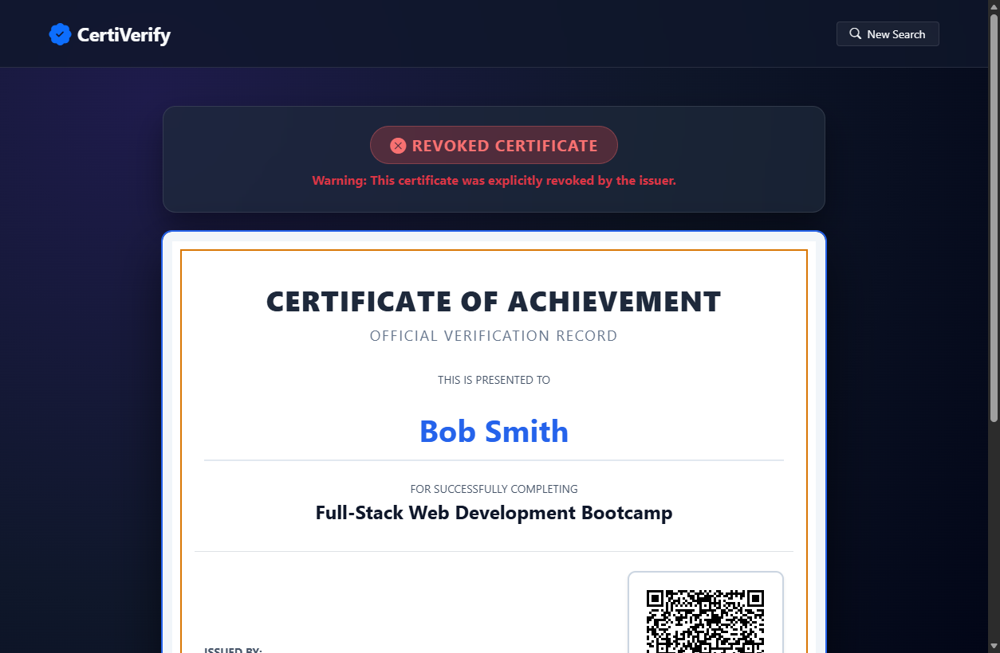 CertiVerify
New Search
REVOKED CERTIFICATE
Warning: This certificate was explicitly revoked by the issuer.
CERTIFICATE OF ACHIEVEMENT
OFFICIAL VERIFICATION RECORD
THIS IS PRESENTED TO
Bob Smith
FOR SUCCESSFULLY COMPLETING
Full-Stack Web Development Bootcamp
ISSUED BY: